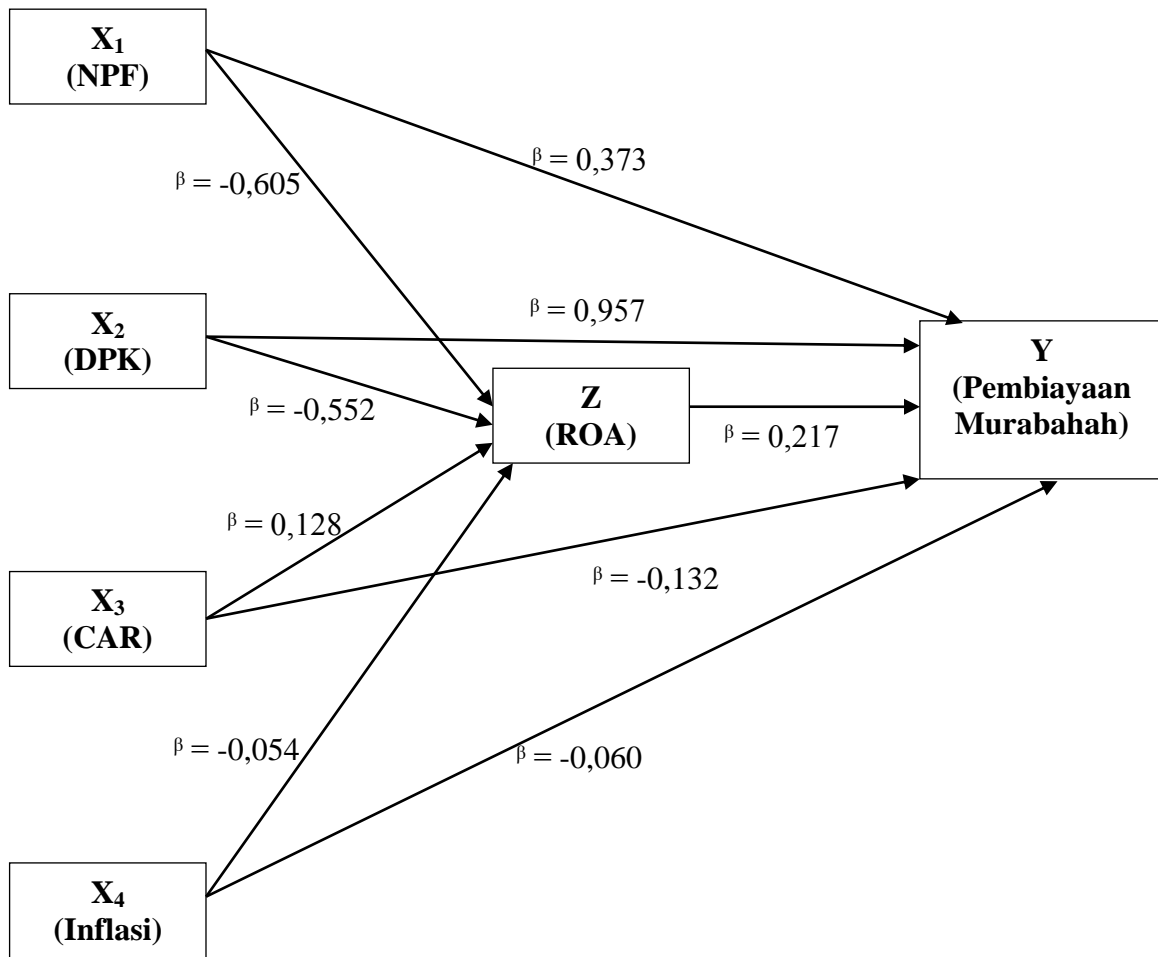 X₁
(NPF)
β = 0,373
β = -0,605
X₂
(DPK)
β = 0,957
β = -0,552
Z
(ROA)
β = 0,217
Y
(Pembiayaan
Murabahah)
β = 0,128
X₃
(CAR)
β = -0,132
β = -0,054
β = -0,060
X₄
(Inflasi)